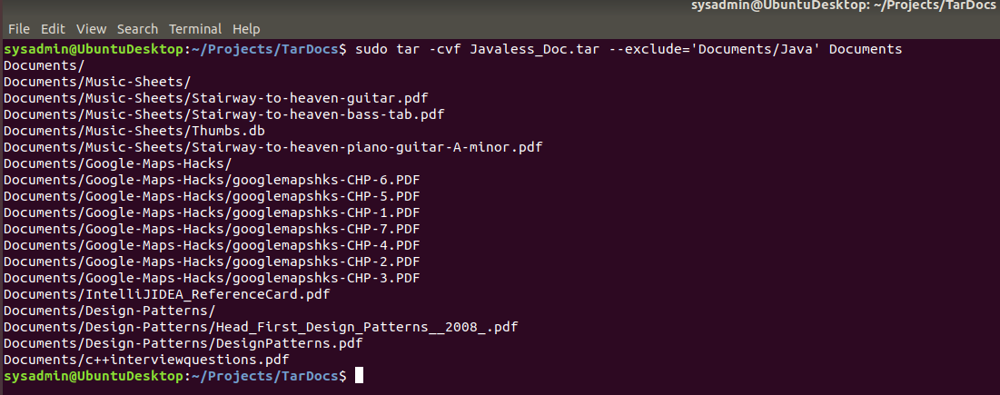 sysadmin@UbuntuDesktop: ~/Projects/TarDocs
File Edit View Search Terminal Help
sysadmin@UbuntuDesktop:~/Projects/TarDocs$ sudo tar -cvf Javaless_Doc.tar --exclude='Documents/Java' Documents
Documents/
Documents/Music-Sheets/
Documents/Music-Sheets/Stairway-to-heaven-guitar.pdf
Documents/Music-Sheets/Stairway-to-heaven-bass-tab.pdf
Documents/Music-Sheets/Thumbs.db
Documents/Music-Sheets/Stairway-to-heaven-piano-guitar-A-minor.pdf
Documents/Google-Maps-Hacks/
Documents/Google-Maps-Hacks/googlemapshks-CHP-6.PDF
Documents/Google-Maps-Hacks/googlemapshks-CHP-5.PDF
Documents/Google-Maps-Hacks/googlemapshks-CHP-1.PDF
Documents/Google-Maps-Hacks/googlemapshks-CHP-7.PDF
Documents/Google-Maps-Hacks/googlemapshks-CHP-4.PDF
Documents/Google-Maps-Hacks/googlemapshks-CHP-2.PDF
Documents/Google-Maps-Hacks/googlemapshks-CHP-3.PDF
Documents/IntelliJIDEA_ReferenceCard.pdf
Documents/Design-Patterns/
Documents/Design-Patterns/Head_First_Design_Patterns__2008_.pdf
Documents/Design-Patterns/DesignPatterns.pdf
Documents/c++interviewquestions.pdf
sysadmin@UbuntuDesktop:~/Projects/TarDocs$